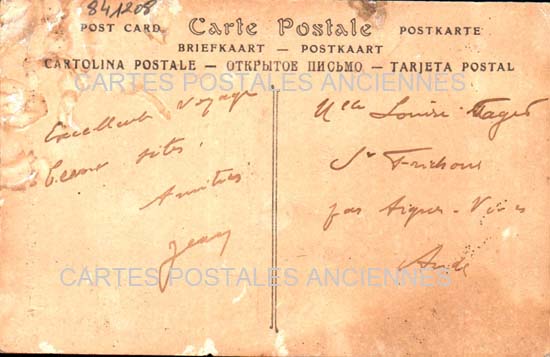 841208
Carte Postale
POST CARD
POSTKARTE
BRIEFKAART — POSTKAART
CARTOLINA POSTALE — ОТКРЫТОЕ ПИСЬМО — TARJETA POSTAL
CARTES POSTALES ANCIENNES
Excellent voyage
beaux sites.
Amitiés
Jean
Mlle Louise
St Frichoux
par Aigues-Vives
Aude
CARTES POSTALES ANCIENNES